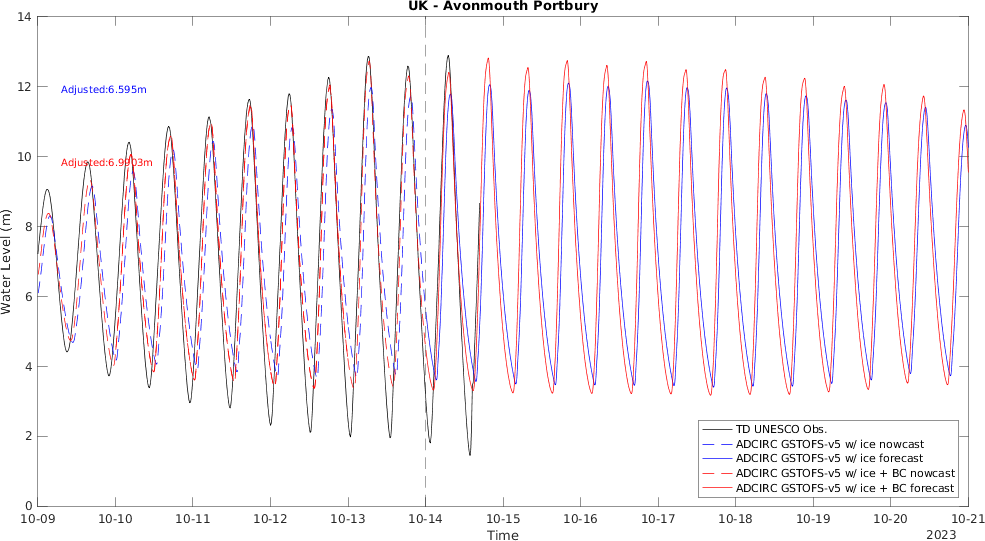 UK - Avonmouth Portbury
14
12
10
8
6
4
2
0
Water Level (m)
Adjusted:6.595m
Adjusted:6.9903m
TD UNESCO Obs.
ADCIRC GSTOFS-v5 w/ ice nowcast
ADCIRC GSTOFS-v5 w/ ice forecast
ADCIRC GSTOFS-v5 w/ ice + BC nowcast
ADCIRC GSTOFS-v5 w/ ice + BC forecast
10-09 10-10 10-11 10-12 10-13 10-14 10-15 10-16 10-17 10-18 10-19 10-20 10-21
Time
2023